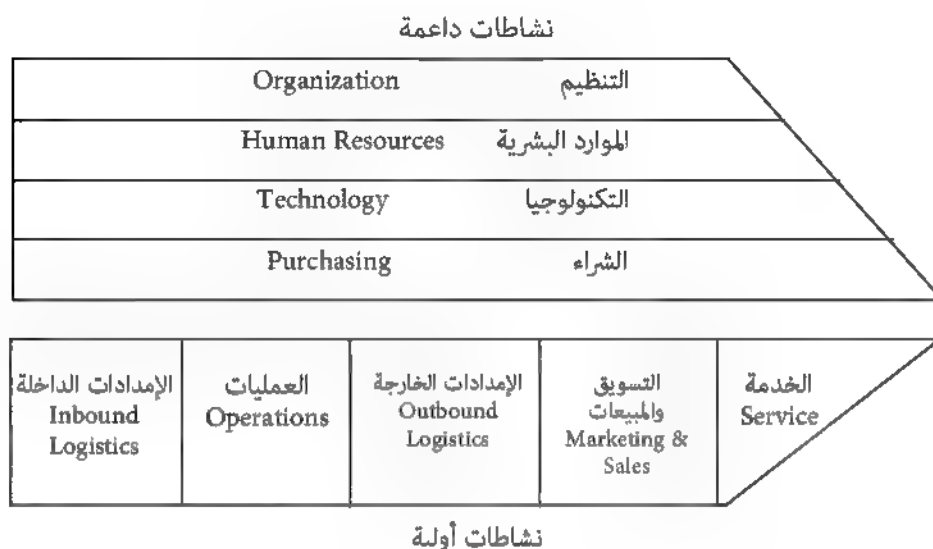 نشاطات داعمة
Organization التنظيم
Human Resources الموارد البشرية
Technology التكنولوجيا
Purchasing الشراء
الإمدادات الداخلة
Inbound
Logistics
العمليات
Operations
الإمدادات الخارجة
Outbound
Logistics
التسويق
والمبيعات
Marketing &
Sales
الخدمة
Service
نشاطات أولية